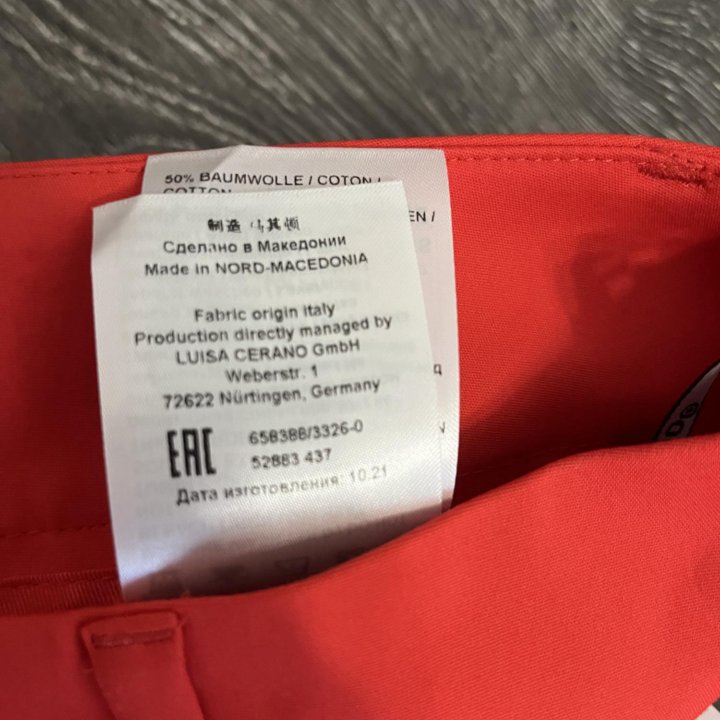 50% BAUMWOLLE / COTON /
COTTON
EN /
制造 马其顿
Сделано в Македонии
Made in NORD-MACEDONIA
Fabric origin italy
Production directly managed by
LUISA CERANO GmbH
Weberstr. 1
72622 Nürtingen, Germany
EAC
658388/3326-0
52883 437
Дата изготовления: 10.21